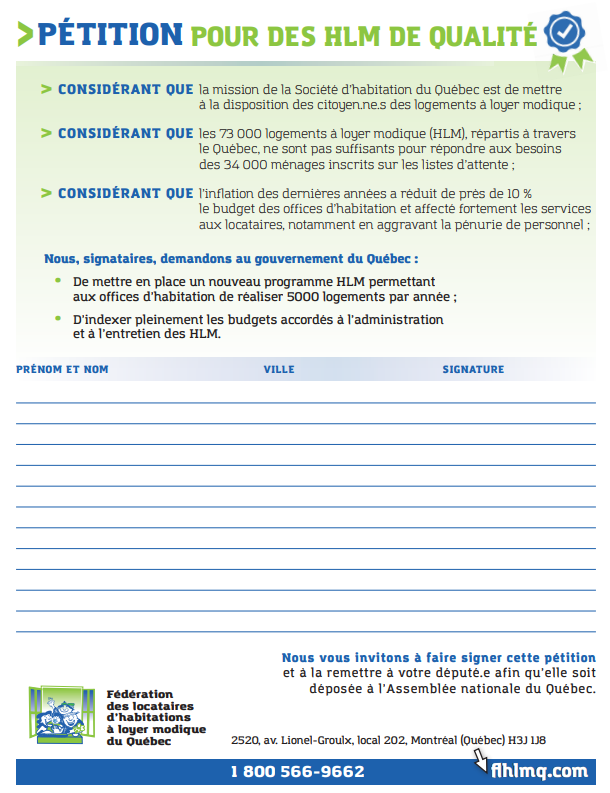 >PÉTITION POUR DES HLM DE QUALITÉ
> CONSIDÉRANT QUE la mission de la Société d'habitation du Québec est de mettre
à la disposition des citoyen.ne.s des logements à loyer modique ;
> CONSIDÉRANT QUE les 73 000 logements à loyer modique (HLM), répartis à travers
le Québec, ne sont pas suffisants pour répondre aux besoins
des 34 000 ménages inscrits sur les listes d'attente ;
> CONSIDÉRANT QUE l'inflation des dernières années a réduit de près de 10 %
le budget des offices d'habitation et affecté fortement les services
aux locataires, notamment en aggravant la pénurie de personnel ;
Nous, signataires, demandons au gouvernement du Québec :
• De mettre en place un nouveau programme HLM permettant
aux offices d'habitation de réaliser 5000 logements par année ;
• D'indexer pleinement les budgets accordés à l'administration
et à l'entretien des HLM.
PRÉNOM ET NOM VILLE SIGNATURE
Nous vous invitons à faire signer cette pétition
et à la remettre à votre député.e afin qu'elle soit
déposée à l'Assemblée nationale du Québec.
Fédération
des locataires
d'habitations
à loyer modique
du Québec
2520, av. Lionel-Groulx, local 202, Montréal (Québec) H3J 1J8
1 800 566-9662
flhlmq.com